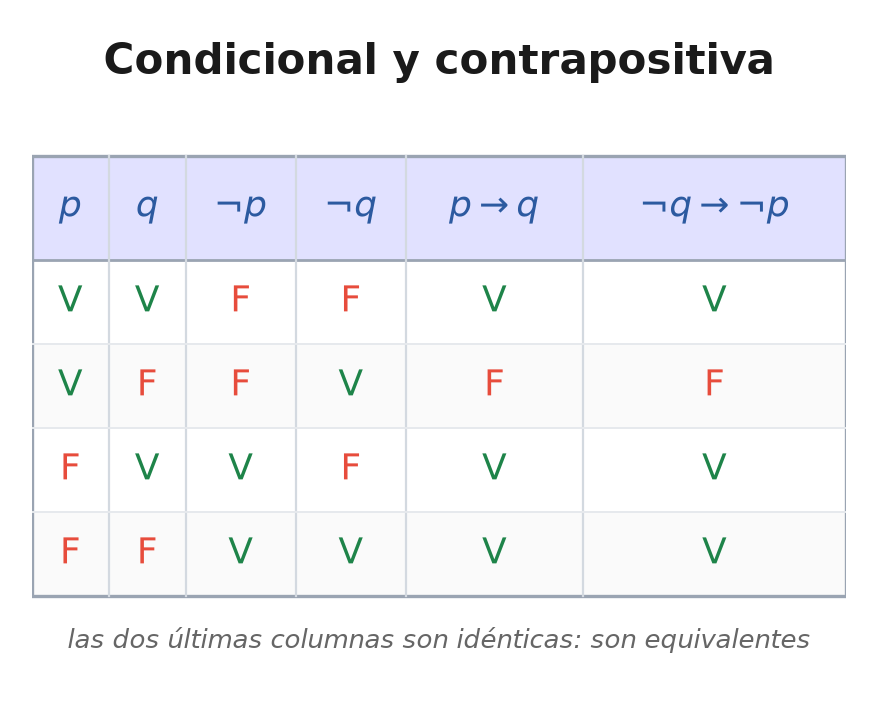 Condicional y contrapositiva
p q ¬p ¬q p → q ¬q → ¬p
V V F F V V
V F F V F F
F V V F V V
F F V V V V
las dos últimas columnas son idénticas: son equivalentes